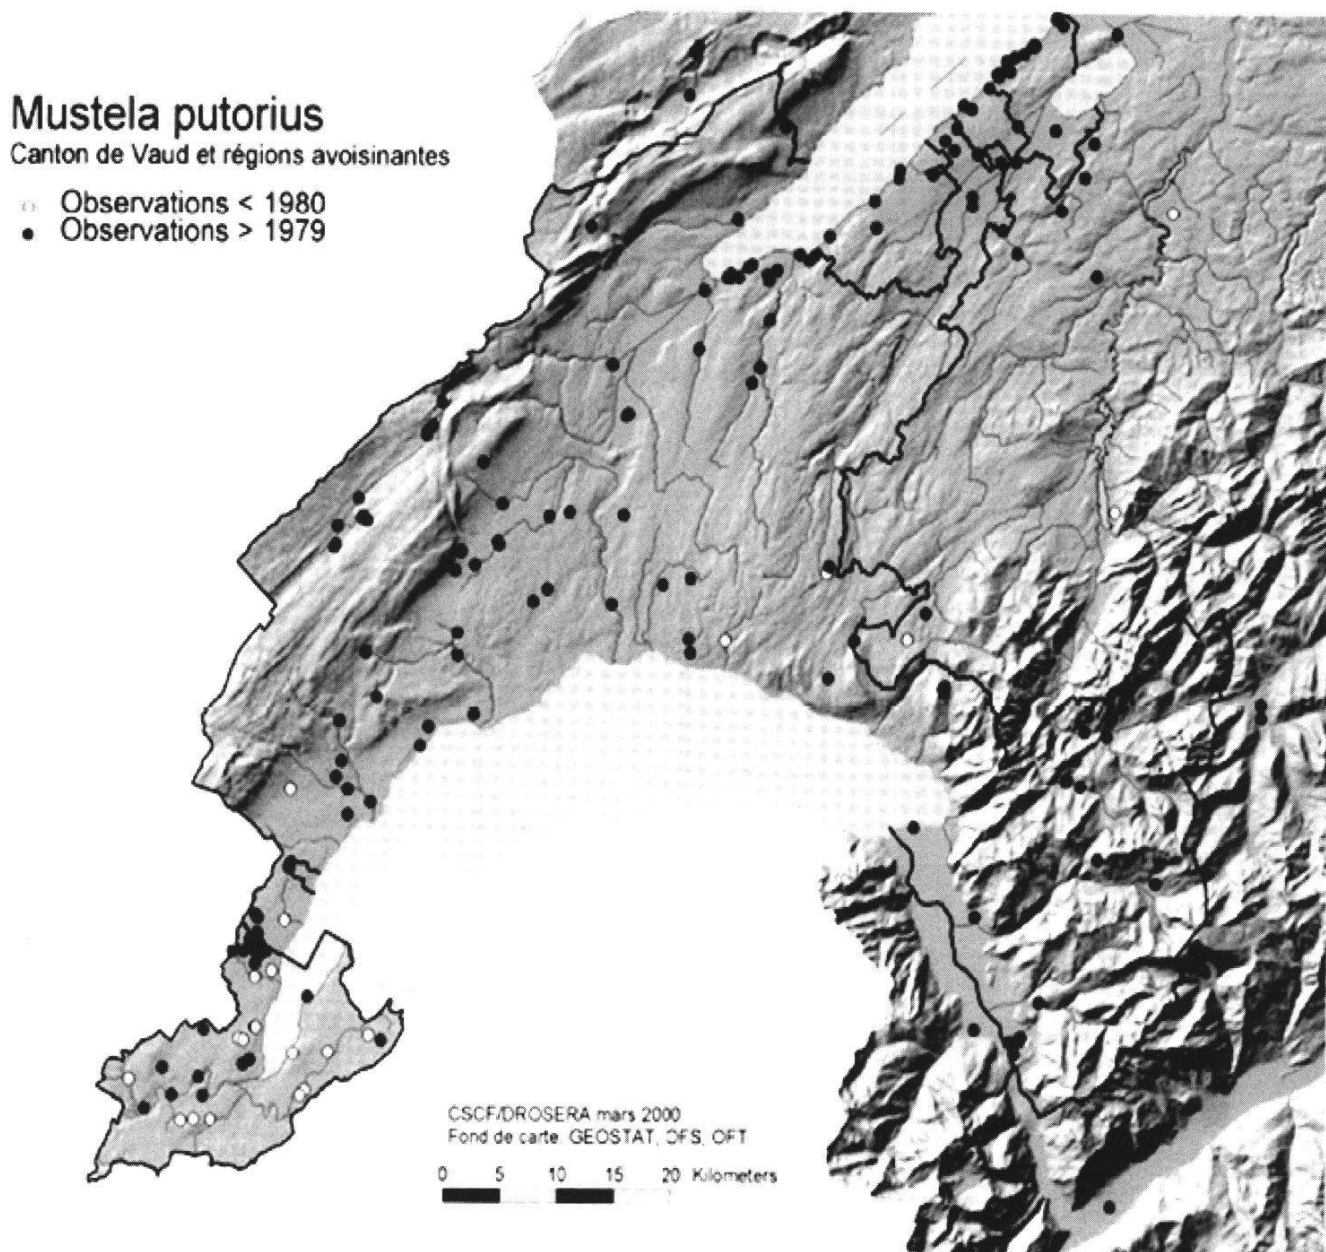 Mustela putorius
Canton de Vaud et régions avoisinantes
Observations < 1980
Observations > 1979
CSCF/DROSERA mars 2000
Fond de carte, GEOSTAT, OFS, OFT
0 5 10 15 20 Kilometers